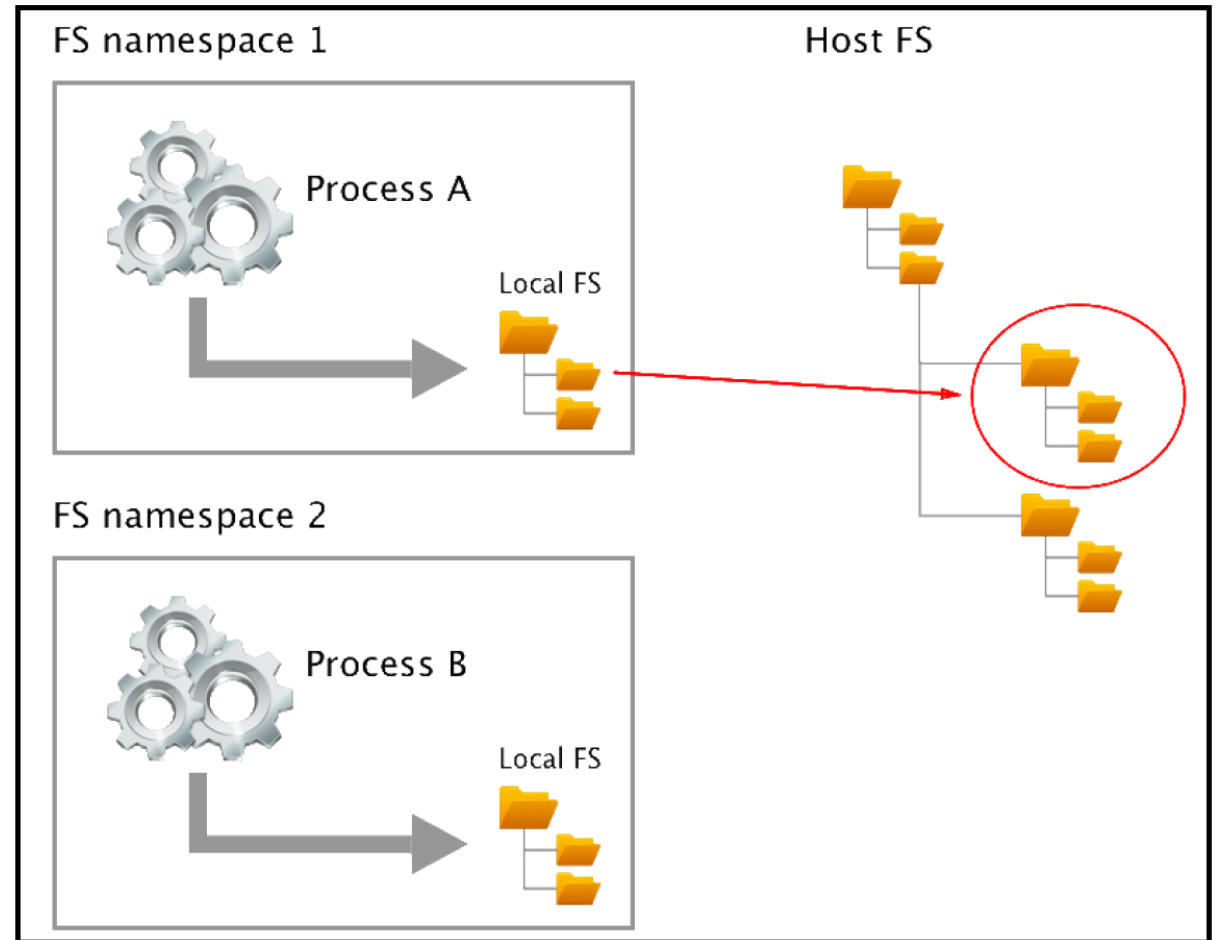 FS namespace 1
Host FS
Process A
Local FS
FS namespace 2
Process B
Local FS